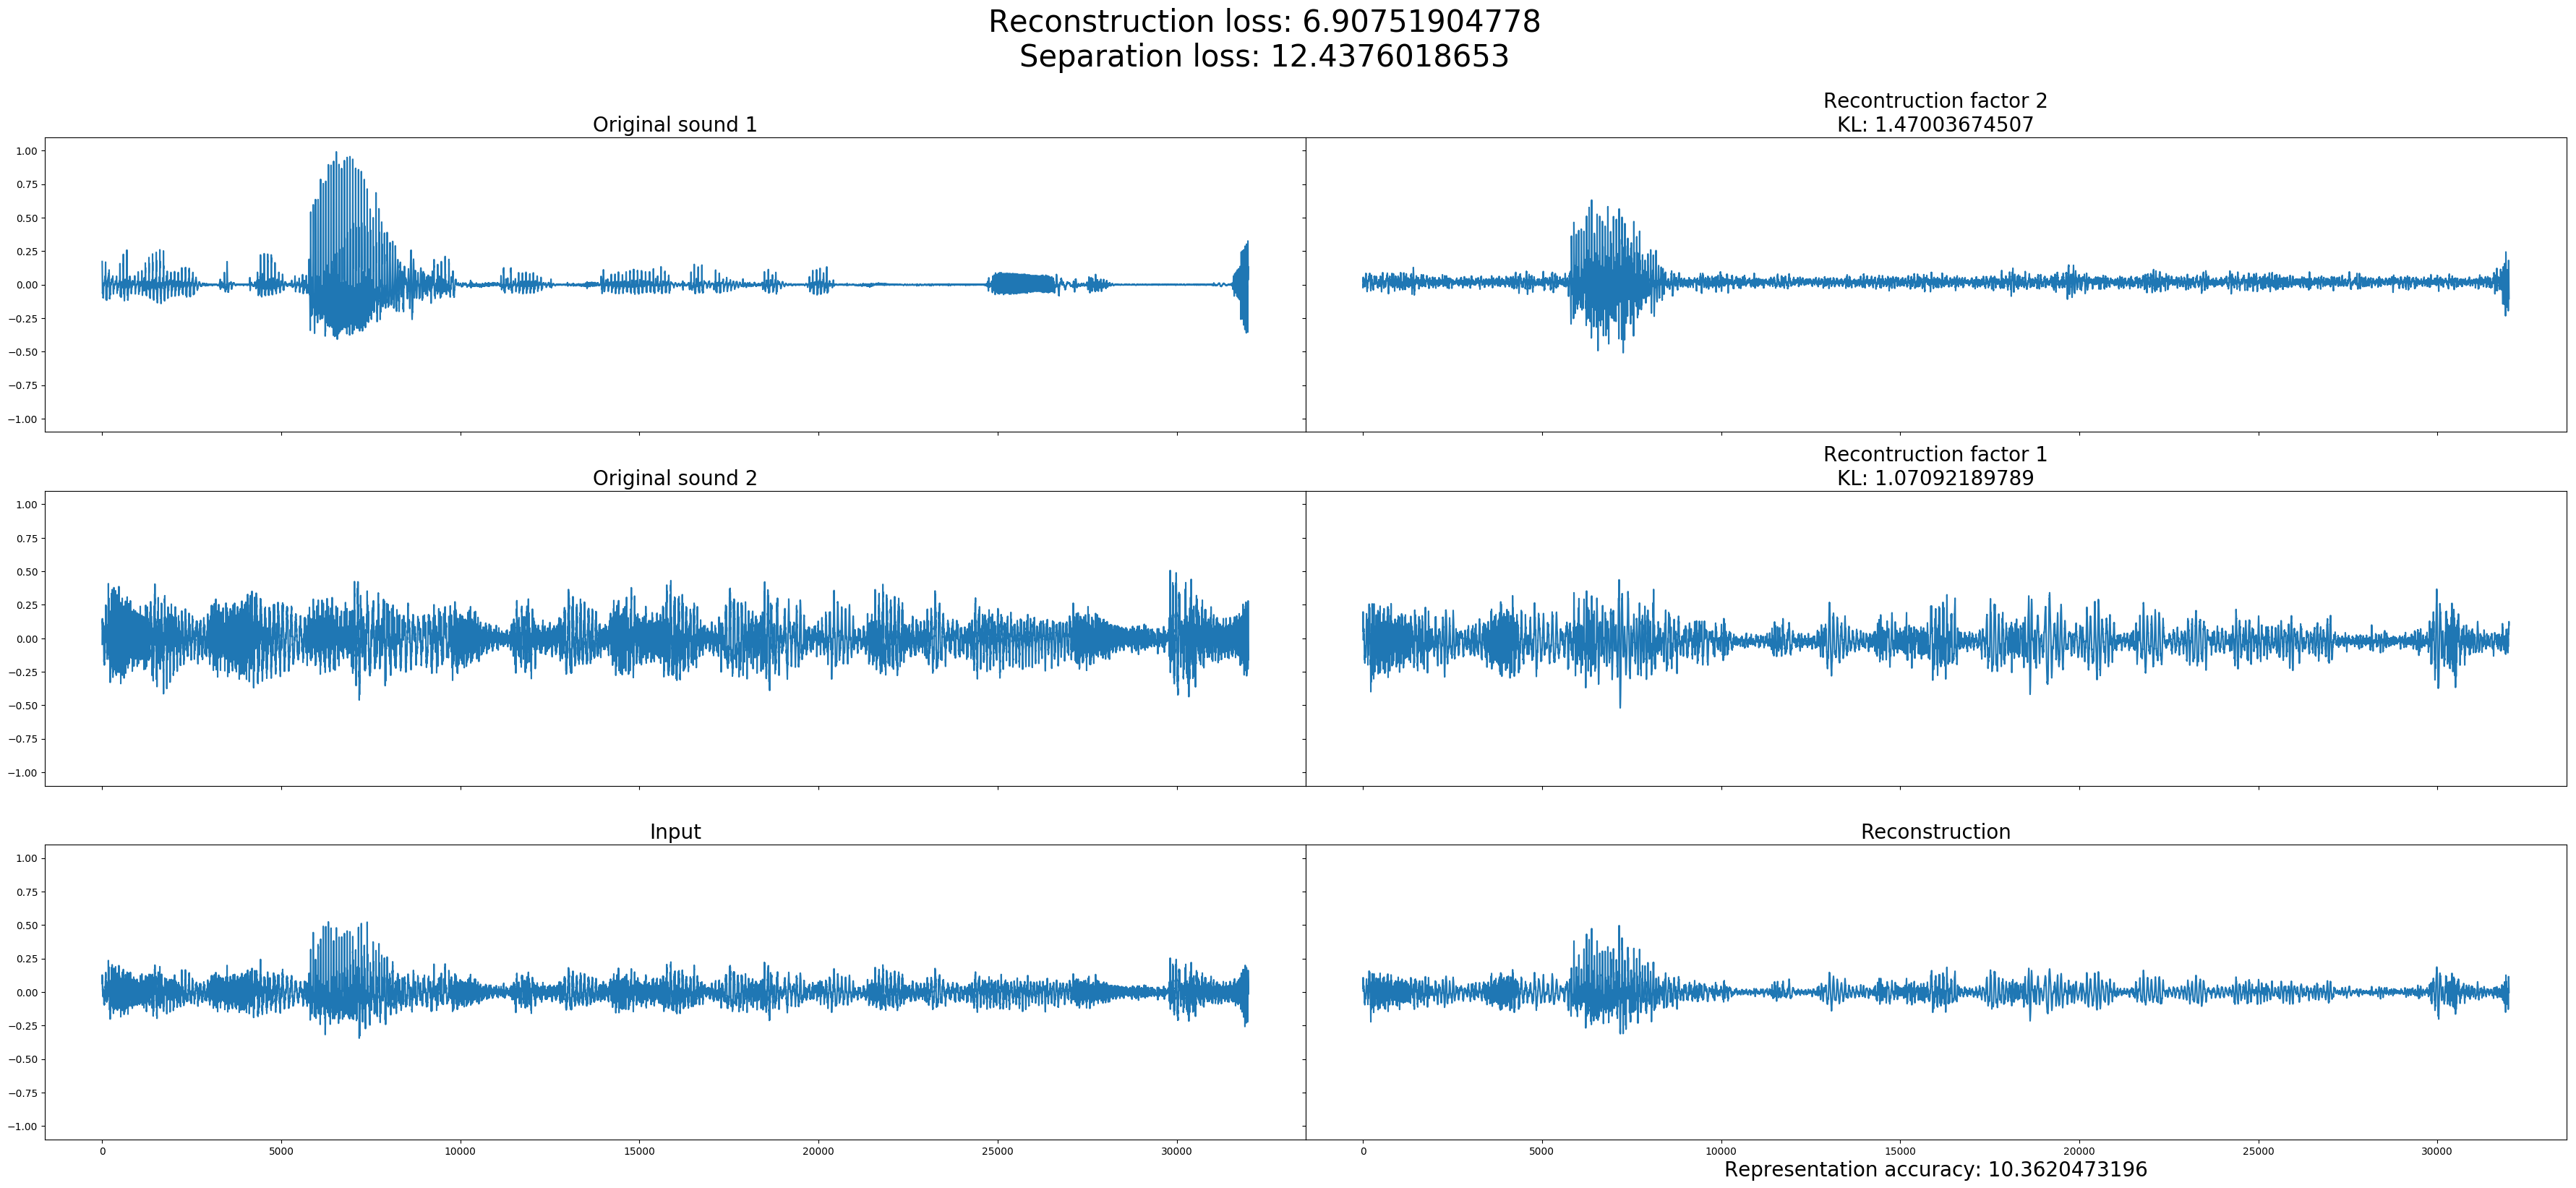 Reconstruction loss: 6.90751904778
Separation loss: 12.4376018653
Original sound 1
Recontruction factor 2
KL: 1.47003674507
1.00
0.75
0.50
0.25
0.00
−0.25
−0.50
−0.75
−1.00
Original sound 2
Recontruction factor 1
KL: 1.07092189789
1.00
0.75
0.50
0.25
0.00
−0.25
−0.50
−0.75
−1.00
Input
Reconstruction
1.00
0.75
0.50
0.25
0.00
−0.25
−0.50
−0.75
−1.00
0 5000 10000 15000 20000 25000 30000
0 5000 10000 15000 20000 25000 30000
Representation accuracy: 10.3620473196